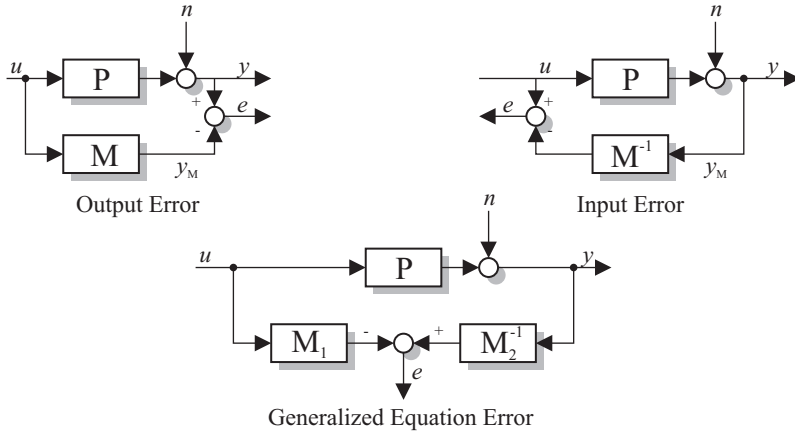 n
u
P
y
+
e
-
M
y_M
Output Error
n
u
P
y
e
+
-
M^-1
y_M
Input Error
n
u
P
y
M_1
-
+
M_2^-1
e
Generalized Equation Error